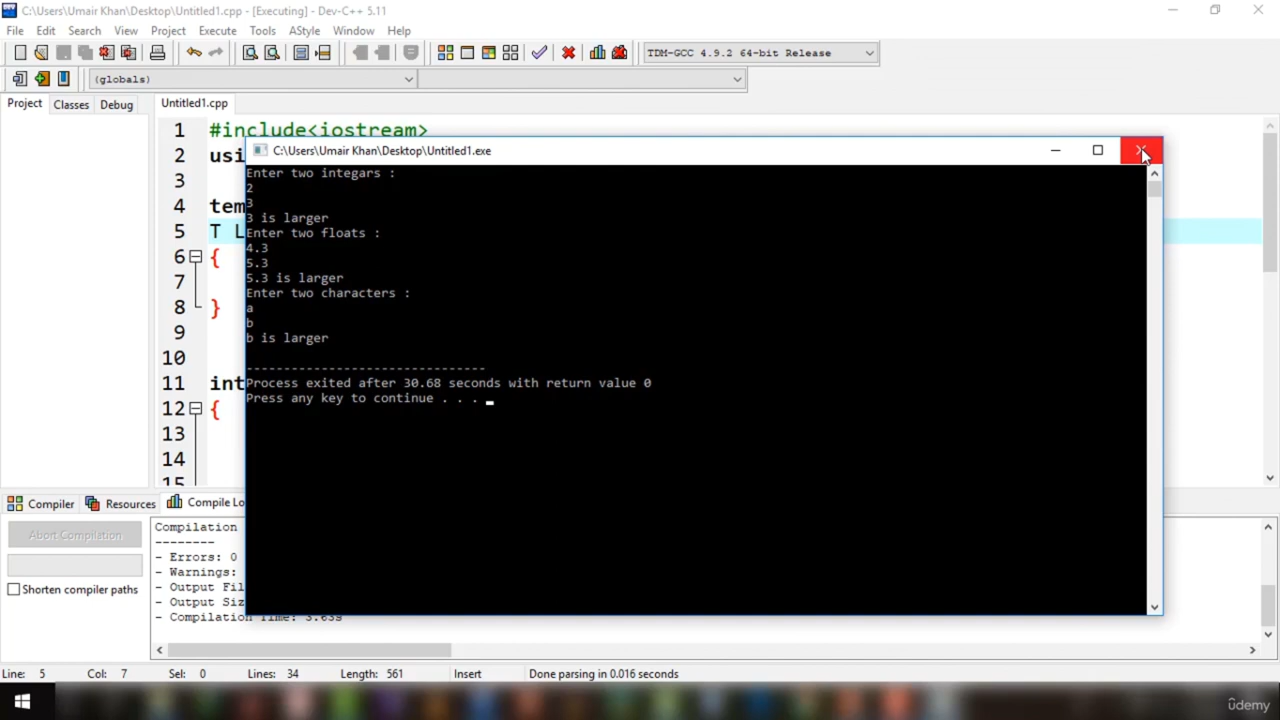 C:\Users\Umair Khan\Desktop\Untitled1.cpp - [Executing] - Dev-C++ 5.11
File Edit Search View Project Execute Tools AStyle Window Help
TDM-GCC 4.9.2 64-bit Release
(globals)
Project Classes Debug Untitled1.cpp
1 #include<iostream>
2 usi
3
4 tem
5 T L
6 {
7
8 }
9
10
11 int
12 {
13
14
15
C:\Users\Umair Khan\Desktop\Untitled1.exe
Enter two integars :
2
3
3 is larger
Enter two floats :
4.3
5.3
5.3 is larger
Enter two characters :
a
b
b is larger
--------------------------------
Process exited after 30.68 seconds with return value 0
Press any key to continue . . .
Compiler Resources Compile Lo
Abort Compilation
Shorten compiler paths
Compilation
--------
- Errors: 0
- Warnings:
- Output Fil
- Output Siz
- Compilation Time: 3.63s
Line: 5 Col: 7 Sel: 0 Lines: 34 Length: 561 Insert Done parsing in 0.016 seconds
ûdemy